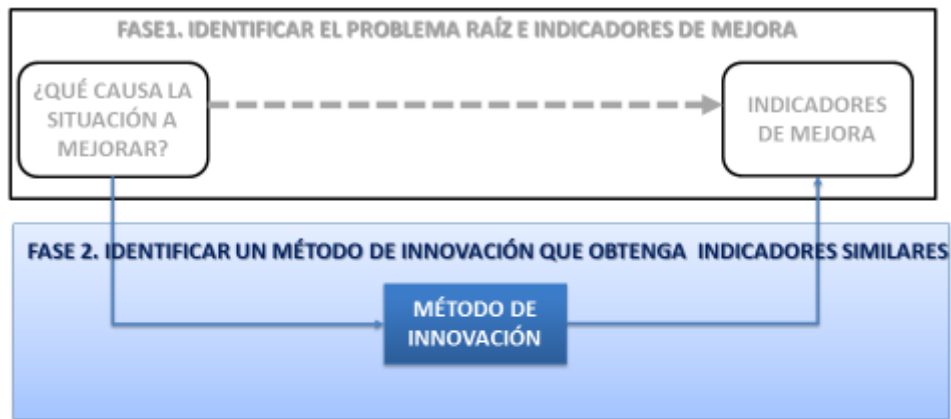 FASE1. IDENTIFICAR EL PROBLEMA RAÍZ E INDICADORES DE MEJORA
¿QUÉ CAUSA LA
SITUACIÓN A
MEJORAR?
INDICADORES
DE MEJORA
FASE 2. IDENTIFICAR UN MÉTODO DE INNOVACIÓN QUE OBTENGA INDICADORES SIMILARES
MÉTODO DE
INNOVACIÓN